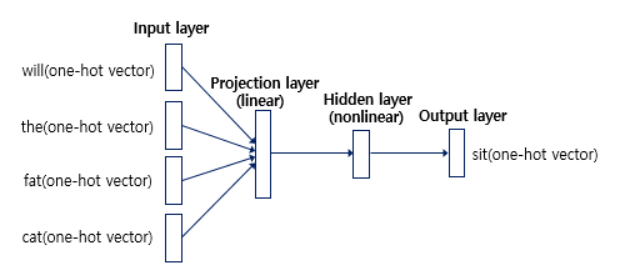 Input layer
will(one-hot vector)
Projection layer
(linear)
Hidden layer
(nonlinear)
Output layer
the(one-hot vector)
sit(one-hot vector)
fat(one-hot vector)
cat(one-hot vector)